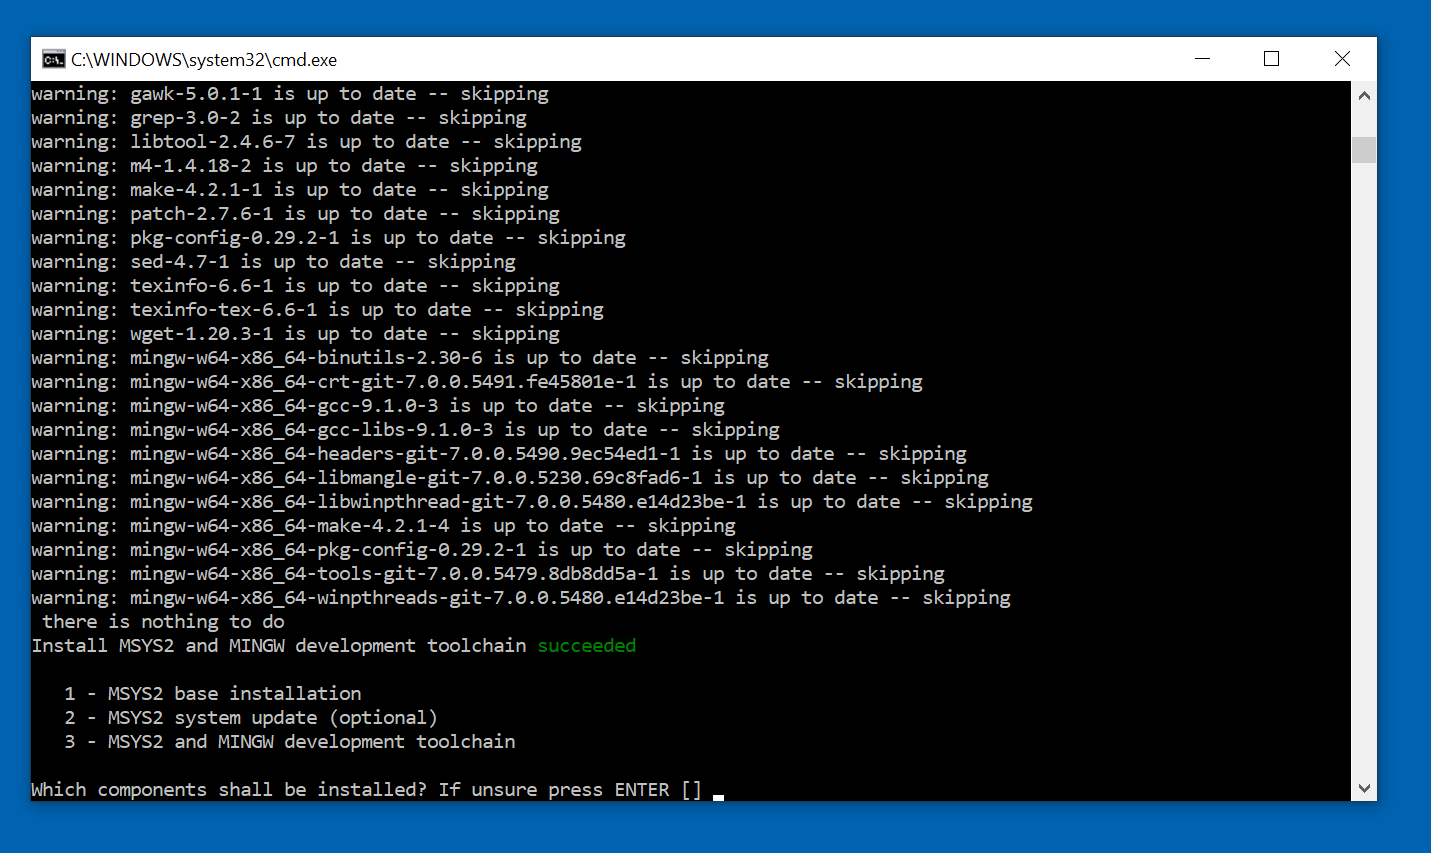 C:\WINDOWS\system32\cmd.exe
warning: gawk-5.0.1-1 is up to date -- skipping
warning: grep-3.0-2 is up to date -- skipping
warning: libtool-2.4.6-7 is up to date -- skipping
warning: m4-1.4.18-2 is up to date -- skipping
warning: make-4.2.1-1 is up to date -- skipping
warning: patch-2.7.6-1 is up to date -- skipping
warning: pkg-config-0.29.2-1 is up to date -- skipping
warning: sed-4.7-1 is up to date -- skipping
warning: texinfo-6.6-1 is up to date -- skipping
warning: texinfo-tex-6.6-1 is up to date -- skipping
warning: wget-1.20.3-1 is up to date -- skipping
warning: mingw-w64-x86_64-binutils-2.30-6 is up to date -- skipping
warning: mingw-w64-x86_64-crt-git-7.0.0.5491.fe45801e-1 is up to date -- skipping
warning: mingw-w64-x86_64-gcc-9.1.0-3 is up to date -- skipping
warning: mingw-w64-x86_64-gcc-libs-9.1.0-3 is up to date -- skipping
warning: mingw-w64-x86_64-headers-git-7.0.0.5490.9ec54ed1-1 is up to date -- skipping
warning: mingw-w64-x86_64-libmangle-git-7.0.0.5230.69c8fad6-1 is up to date -- skipping
warning: mingw-w64-x86_64-libwinpthread-git-7.0.0.5480.e14d23be-1 is up to date -- skipping
warning: mingw-w64-x86_64-make-4.2.1-4 is up to date -- skipping
warning: mingw-w64-x86_64-pkg-config-0.29.2-1 is up to date -- skipping
warning: mingw-w64-x86_64-tools-git-7.0.0.5479.8db8dd5a-1 is up to date -- skipping
warning: mingw-w64-x86_64-winpthreads-git-7.0.0.5480.e14d23be-1 is up to date -- skipping
 there is nothing to do
Install MSYS2 and MINGW development toolchain succeeded
   1 - MSYS2 base installation
   2 - MSYS2 system update (optional)
   3 - MSYS2 and MINGW development toolchain
Which components shall be installed? If unsure press ENTER []